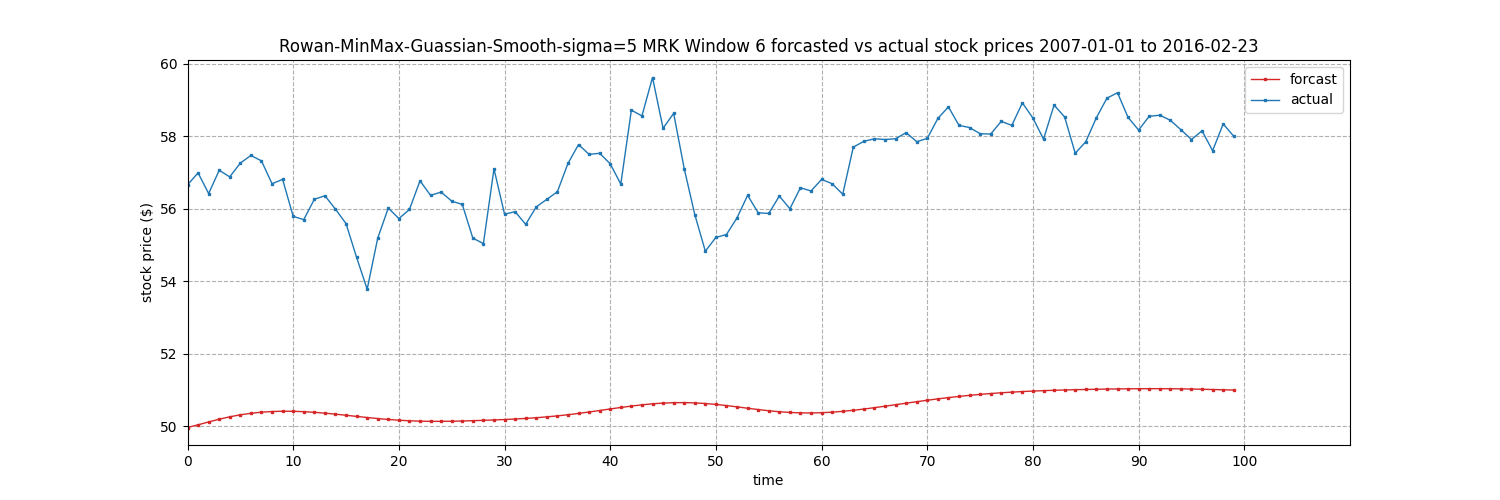 Rowan-MinMax-Guassian-Smooth-sigma=5 MRK Window 6 forcasted vs actual stock prices 2007-01-01 to 2016-02-23
forcast
actual
stock price ($)
60
58
56
54
52
50
0 10 20 30 40 50 60 70 80 90 100
time